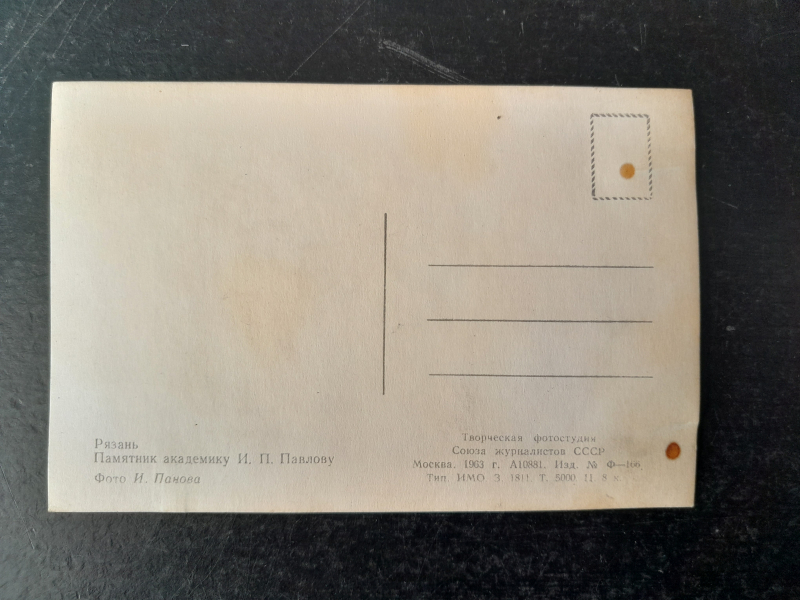 Рязань
Памятник академику И. П. Павлову
Фото И. Панова
Творческая фотостудия
Союза журналистов СССР
Москва. 1963 г. А10881. Изд. № Ф—166
Тип. ИМО З. 1811 Т. 5000 Ц 8 к.